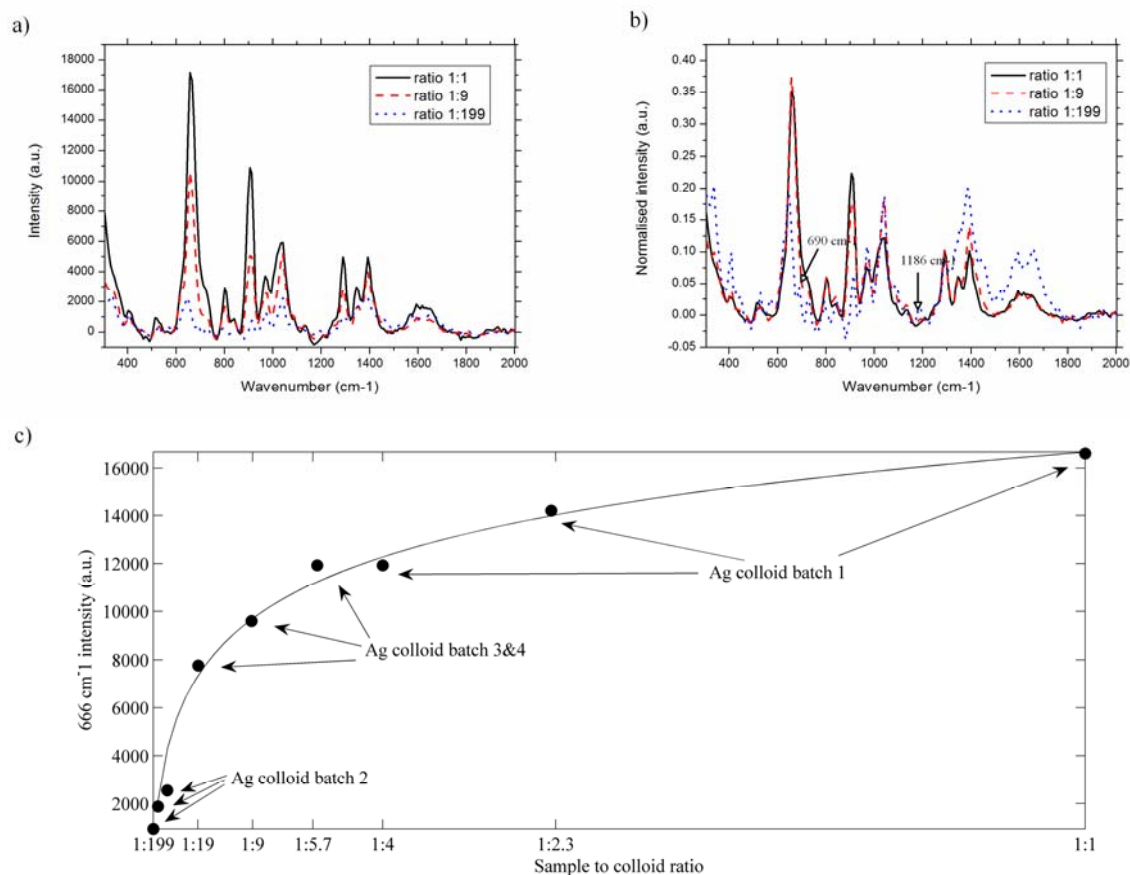 a)
18000
16000
14000
12000
10000
8000
6000
4000
2000
0
Intensity (a.u.)
ratio 1:1
ratio 1:9
ratio 1:199
400 600 800 1000 1200 1400 1600 1800 2000
Wavenumber (cm-1)
b)
0.40
0.35
0.30
0.25
0.20
0.15
0.10
0.05
0.00
-0.05
Normalised intensity (a.u.)
ratio 1:1
ratio 1:9
ratio 1:199
690 cm-
1186 cm-
400 600 800 1000 1200 1400 1600 1800 2000
Wavenumber (cm-1)
c)
16000
14000
12000
10000
8000
6000
4000
2000
666 cm-1 intensity (a.u.)
Ag colloid batch 1
Ag colloid batch 3&4
Ag colloid batch 2
1:199 1:19 1:9 1:5.7 1:4 1:2.3 1:1
Sample to colloid ratio